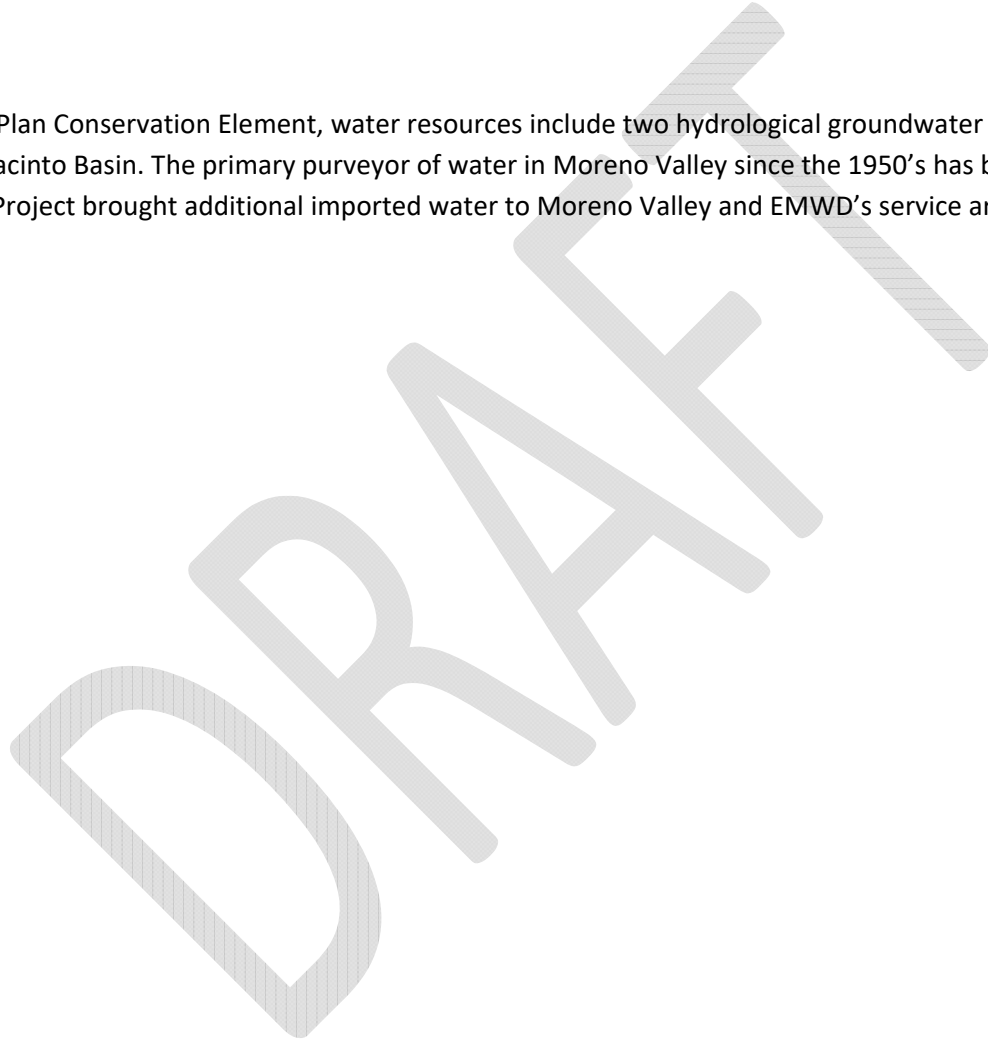 Plan Conservation Element, water resources include two hydrological groundwater
acinto Basin. The primary purveyor of water in Moreno Valley since the 1950’s has b
Project brought additional imported water to Moreno Valley and EMWD’s service ar
DRAFT